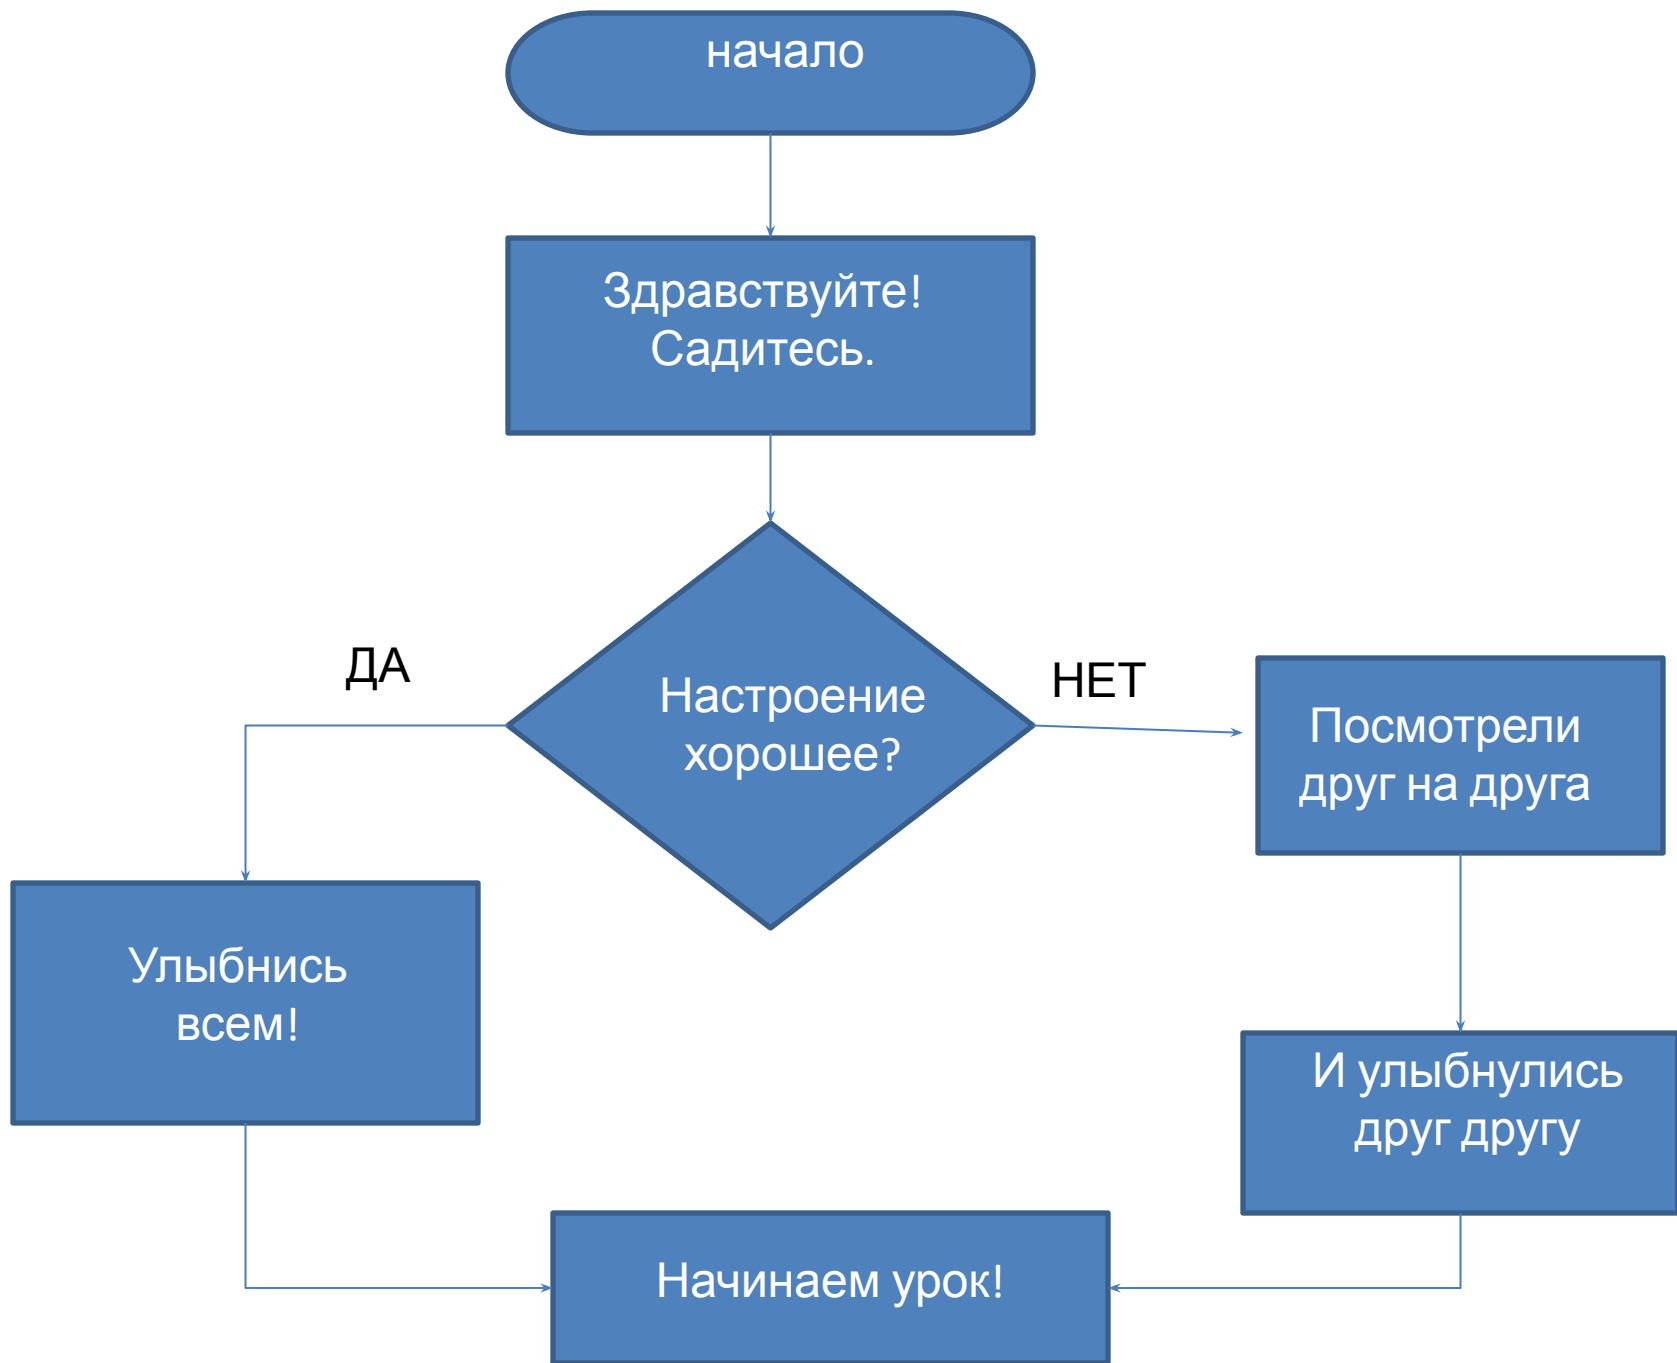 начало
Здравствуйте!
Садитесь.
ДА
Настроение
хорошее?
НЕТ
Посмотрели
друг на друга
Улыбнись
всем!
И улыбнулись
друг другу
Начинаем урок!